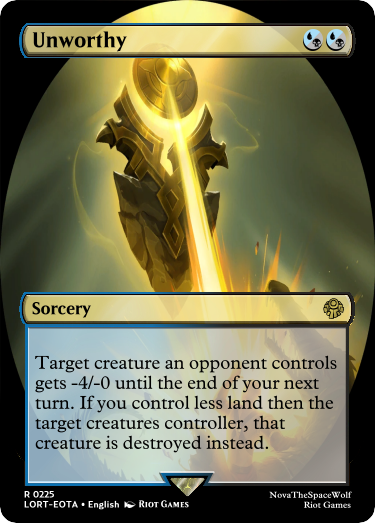 Unworthy
Sorcery
Target creature an opponent controls
gets -4/-0 until the end of your next
turn. If you control less land then the
target creatures controller, that
creature is destroyed instead.
R 0225
NovaTheSpaceWolf
LORT-EOTA • English Riot Games
Riot Games